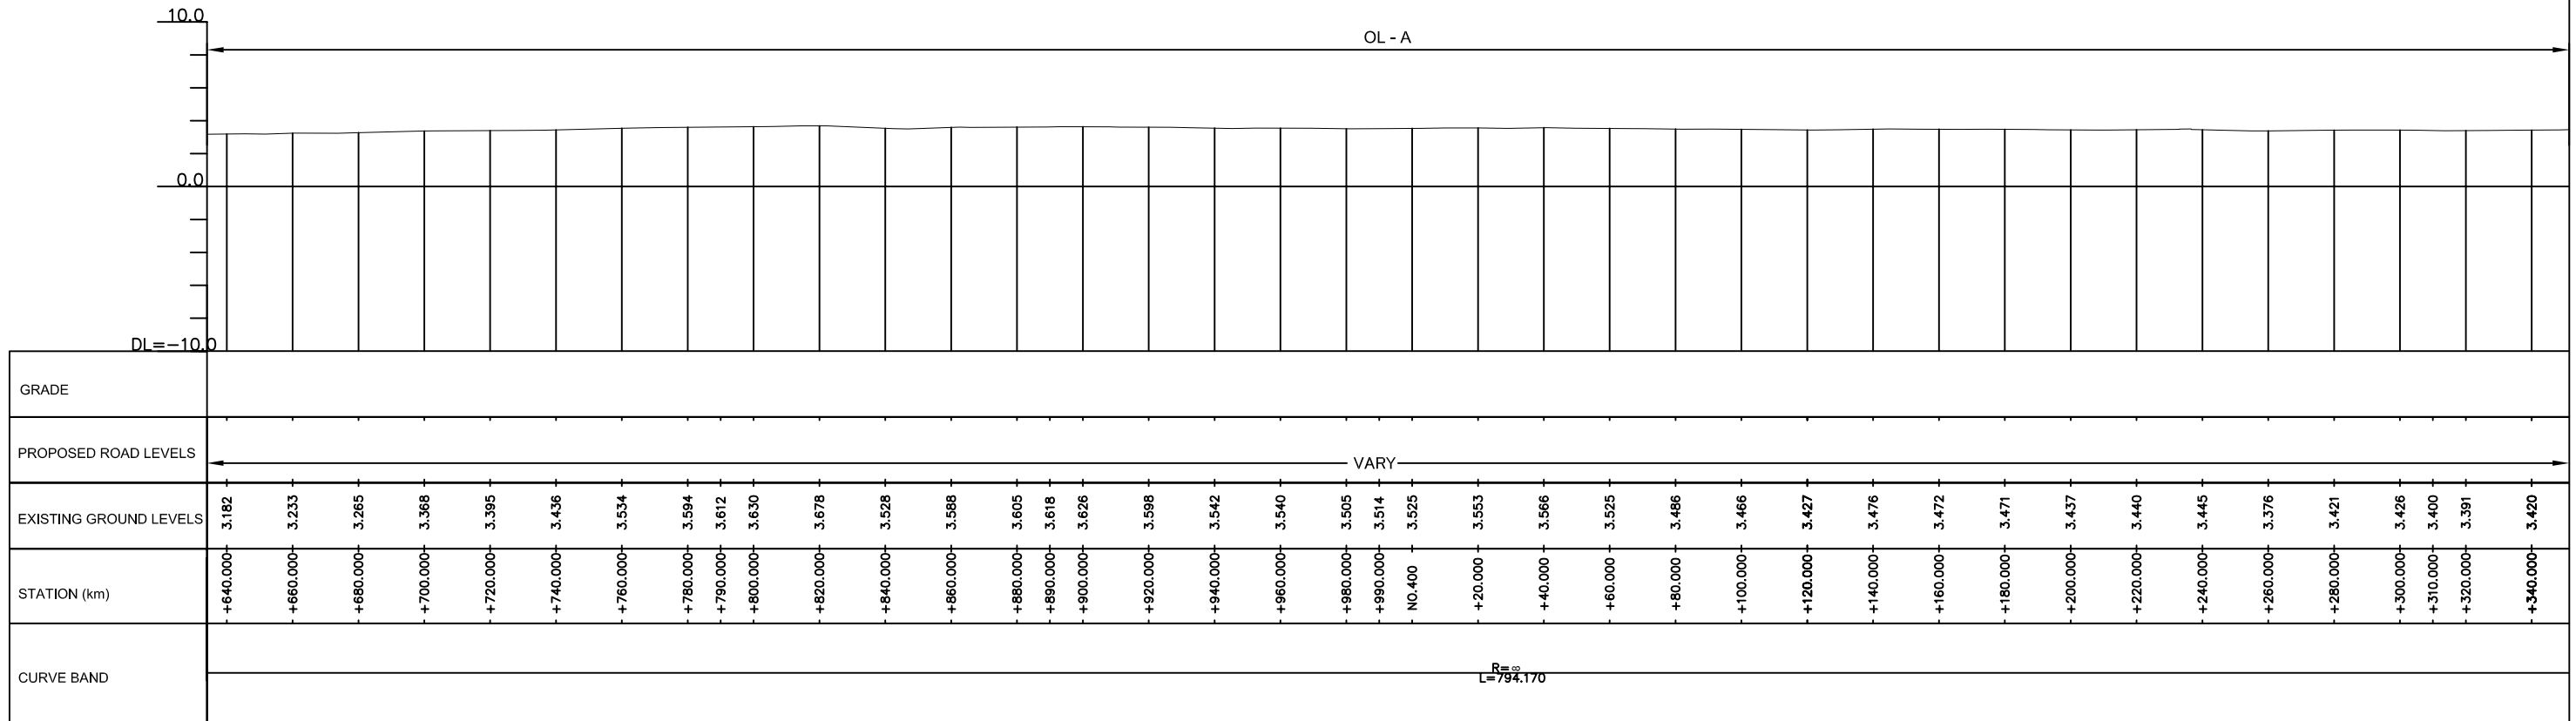 10.0
OL - A
0.0
DL=−10.0
GRADE
PROPOSED ROAD LEVELS
VARY
EXISTING GROUND LEVELS
3.182 3.233 3.265 3.368 3.395 3.436 3.534 3.594 3.612 3.630 3.678 3.528 3.588 3.605 3.618 3.626 3.598 3.542 3.540 3.505 3.514 3.525 3.553 3.566 3.525 3.486 3.466 3.427 3.476 3.472 3.471 3.437 3.440 3.445 3.376 3.421 3.426 3.400 3.391 3.420
STATION (km)
+640.000 +660.000 +680.000 +700.000 +720.000 +740.000 +760.000 +780.000 +790.000 +800.000 +820.000 +840.000 +860.000 +880.000 +890.000 +900.000 +920.000 +940.000 +960.000 +980.000 +990.000 NO.400 +20.000 +40.000 +60.000 +80.000 +100.000 +120.000 +140.000 +160.000 +180.000 +200.000 +220.000 +240.000 +260.000 +280.000 +300.000 +310.000 +320.000 +340.000
CURVE BAND
R=∞
L=794.170